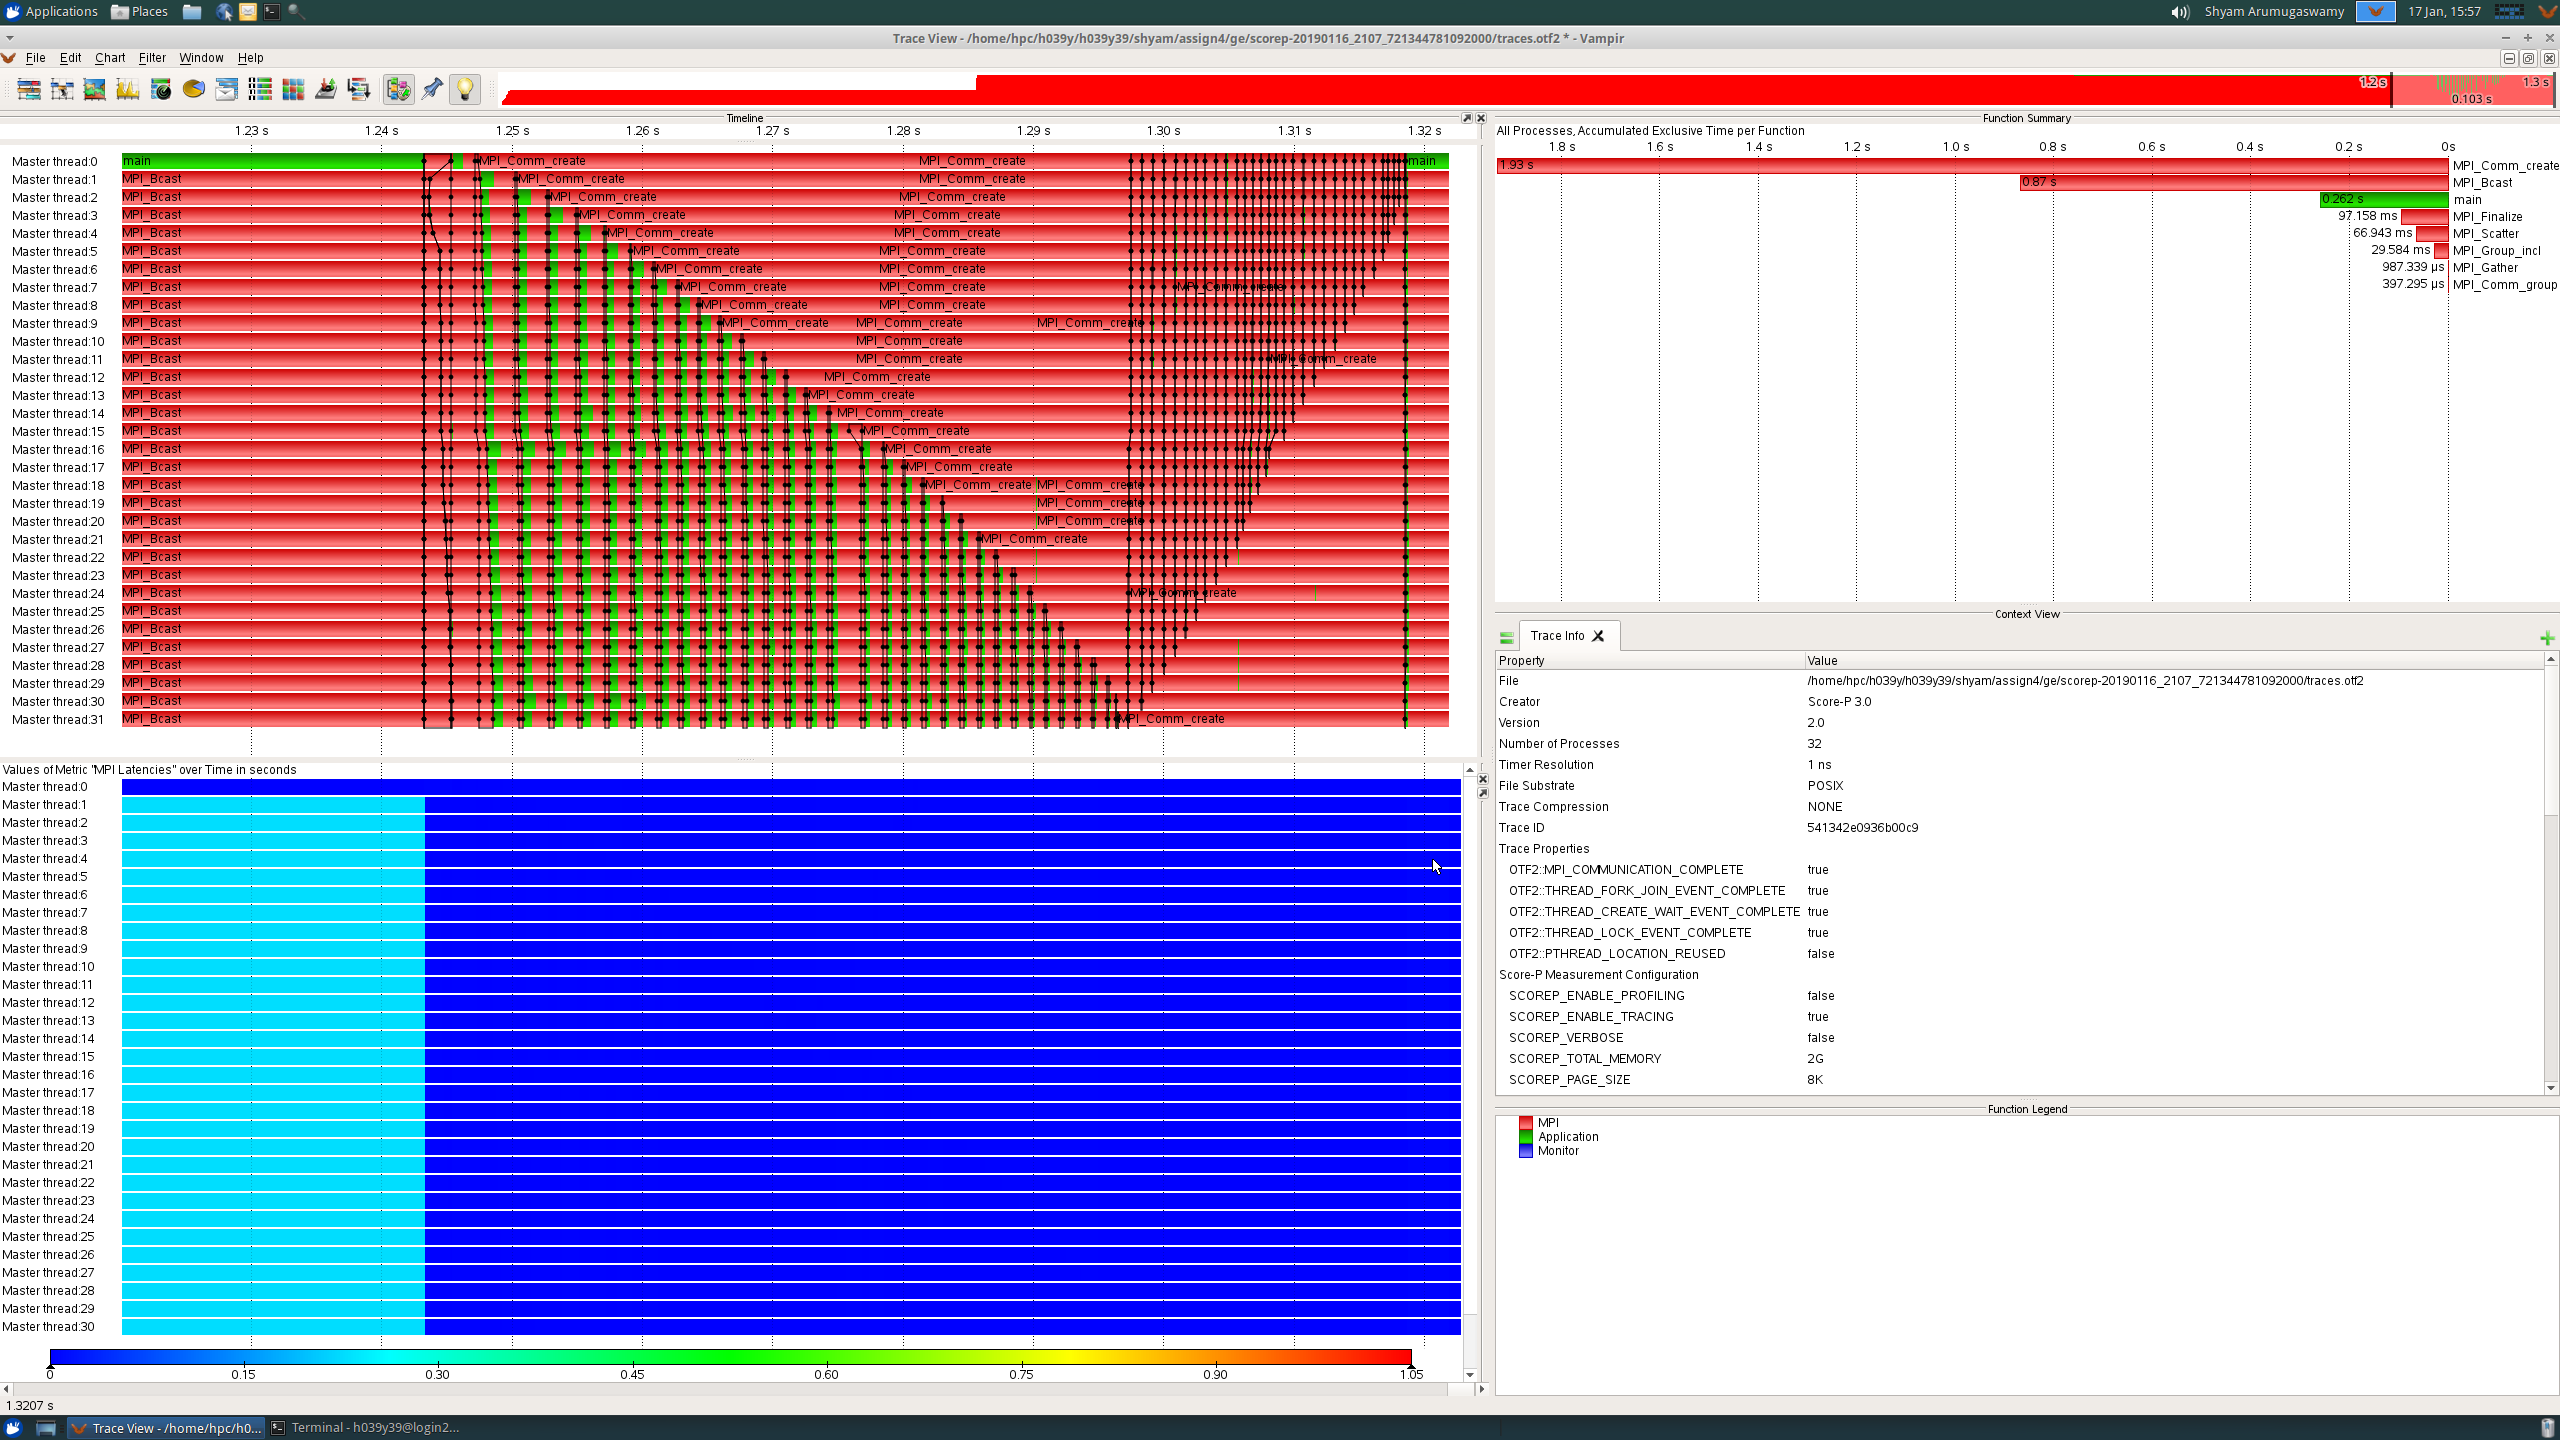 Applications Places Shyam Arumugaswamy 17 Jan, 15:57
Trace View - /home/hpc/h039y/h039y39/shyam/assign4/ge/scorep-20190116_2107_721344781092000/traces.otf2 * - Vampir
File Edit Chart Filter Window Help
1.2 s 1.3 s
0.103 s
Timeline
1.23 s 1.24 s 1.25 s 1.26 s 1.27 s 1.28 s 1.29 s 1.30 s 1.31 s 1.32 s
Master thread:0 main MPI_Comm_create MPI_Comm_create main
Master thread:1 MPI_Bcast MPI_Comm_create MPI_Comm_create
Master thread:2 MPI_Bcast MPI_Comm_create MPI_Comm_create
Master thread:3 MPI_Bcast MPI_Comm_create MPI_Comm_create
Master thread:4 MPI_Bcast MPI_Comm_create MPI_Comm_create
Master thread:5 MPI_Bcast MPI_Comm_create MPI_Comm_create
Master thread:6 MPI_Bcast MPI_Comm_create MPI_Comm_create
Master thread:7 MPI_Bcast MPI_Comm_create MPI_Comm_create MPI_Comm_create
Master thread:8 MPI_Bcast MPI_Comm_create MPI_Comm_create
Master thread:9 MPI_Bcast MPI_Comm_create MPI_Comm_create MPI_Comm_create
Master thread:10 MPI_Bcast MPI_Comm_create
Master thread:11 MPI_Bcast MPI_Comm_create MPI_Comm_create
Master thread:12 MPI_Bcast MPI_Comm_create
Master thread:13 MPI_Bcast MPI_Comm_create
Master thread:14 MPI_Bcast MPI_Comm_create
Master thread:15 MPI_Bcast MPI_Comm_create
Master thread:16 MPI_Bcast MPI_Comm_create
Master thread:17 MPI_Bcast MPI_Comm_create
Master thread:18 MPI_Bcast MPI_Comm_create MPI_Comm_create
Master thread:19 MPI_Bcast MPI_Comm_create
Master thread:20 MPI_Bcast MPI_Comm_create
Master thread:21 MPI_Bcast MPI_Comm_create
Master thread:22 MPI_Bcast
Master thread:23 MPI_Bcast
Master thread:24 MPI_Bcast MPI_Comm_create
Master thread:25 MPI_Bcast
Master thread:26 MPI_Bcast
Master thread:27 MPI_Bcast
Master thread:28 MPI_Bcast
Master thread:29 MPI_Bcast
Master thread:30 MPI_Bcast
Master thread:31 MPI_Bcast MPI_Comm_create
Values of Metric "MPI Latencies" over Time in seconds
Master thread:0
Master thread:1
Master thread:2
Master thread:3
Master thread:4
Master thread:5
Master thread:6
Master thread:7
Master thread:8
Master thread:9
Master thread:10
Master thread:11
Master thread:12
Master thread:13
Master thread:14
Master thread:15
Master thread:16
Master thread:17
Master thread:18
Master thread:19
Master thread:20
Master thread:21
Master thread:22
Master thread:23
Master thread:24
Master thread:25
Master thread:26
Master thread:27
Master thread:28
Master thread:29
Master thread:30
0 0.15 0.30 0.45 0.60 0.75 0.90 1.05
Function Summary
All Processes, Accumulated Exclusive Time per Function
1.8 s 1.6 s 1.4 s 1.2 s 1.0 s 0.8 s 0.6 s 0.4 s 0.2 s 0s
1.93 s MPI_Comm_create
0.87 s MPI_Bcast
0.262 s main
97.158 ms MPI_Finalize
66.943 ms MPI_Scatter
29.584 ms MPI_Group_incl
987.339 µs MPI_Gather
397.295 µs MPI_Comm_group
Context View
Trace Info
Property Value
File /home/hpc/h039y/h039y39/shyam/assign4/ge/scorep-20190116_2107_721344781092000/traces.otf2
Creator Score-P 3.0
Version 2.0
Number of Processes 32
Timer Resolution 1 ns
File Substrate POSIX
Trace Compression NONE
Trace ID 541342e0936b00c9
Trace Properties
OTF2::MPI_COMMUNICATION_COMPLETE true
OTF2::THREAD_FORK_JOIN_EVENT_COMPLETE true
OTF2::THREAD_CREATE_WAIT_EVENT_COMPLETE true
OTF2::THREAD_LOCK_EVENT_COMPLETE true
OTF2::PTHREAD_LOCATION_REUSED false
Score-P Measurement Configuration
SCOREP_ENABLE_PROFILING false
SCOREP_ENABLE_TRACING true
SCOREP_VERBOSE false
SCOREP_TOTAL_MEMORY 2G
SCOREP_PAGE_SIZE 8K
Function Legend
MPI
Application
Monitor
1.3207 s
Trace View - /home/hpc/h0... Terminal - h039y39@login2...